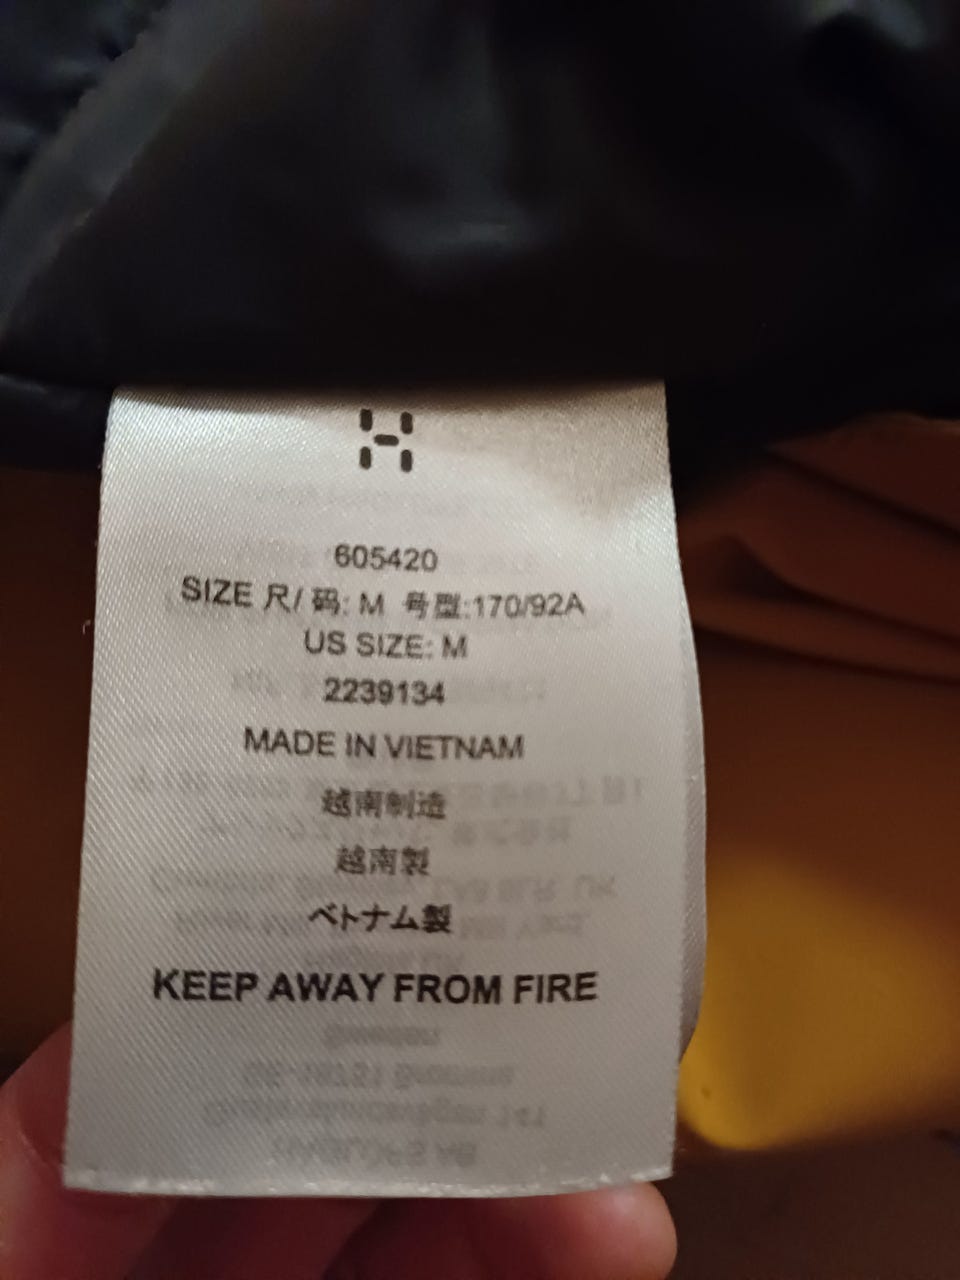 605420
SIZE 尺/ 码: M 号型:170/92A
US SIZE: M
2239134
MADE IN VIETNAM
越南制造
越南製
ベトナム製
KEEP AWAY FROM FIRE